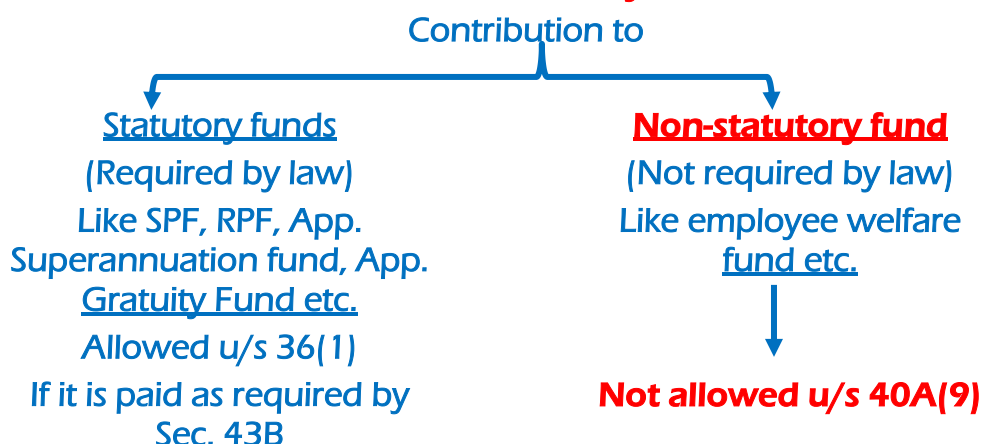 Contribution to
Statutory funds
(Required by law)
Like SPF, RPF, App.
Superannuation fund, App.
Gratuity Fund etc.
Allowed u/s 36(1)
If it is paid as required by
Sec. 43B
Non-statutory fund
(Not required by law)
Like employee welfare
fund etc.
Not allowed u/s 40A(9)